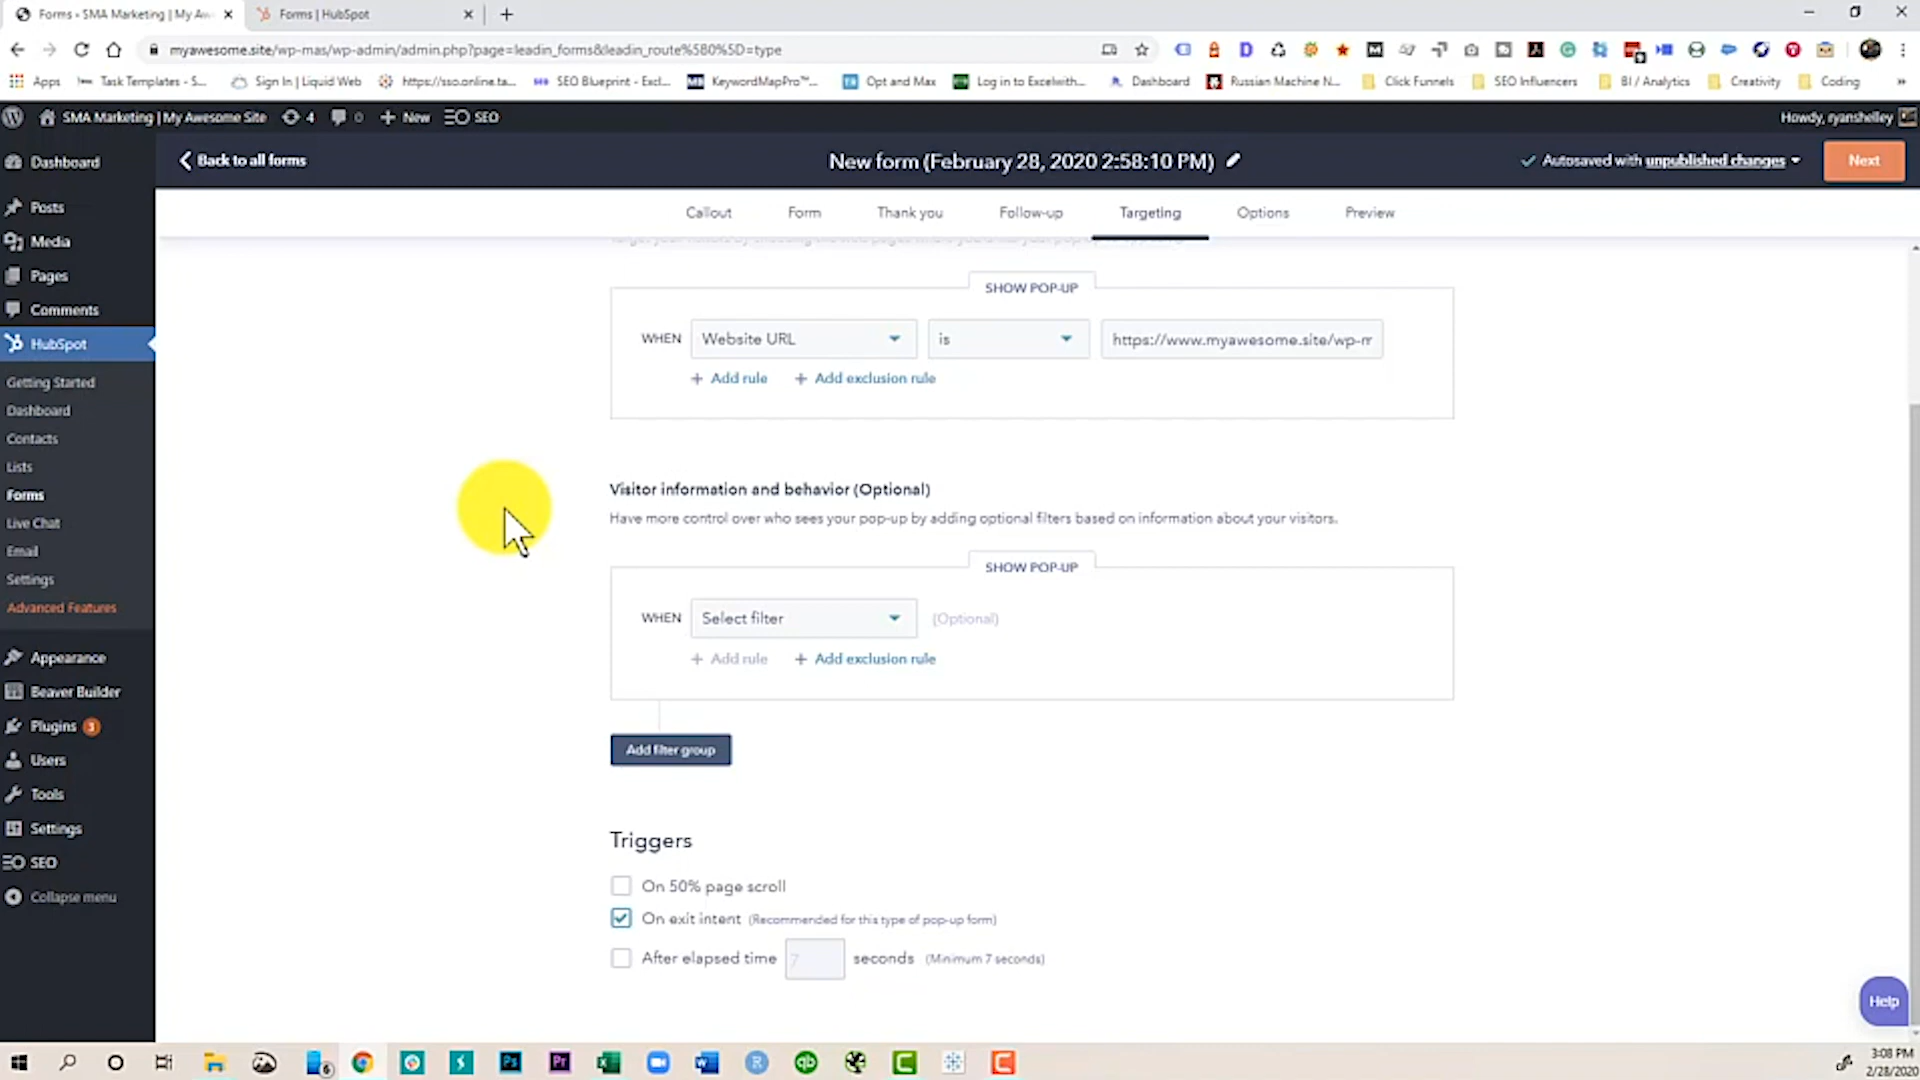 Forms ‹ SMA Marketing | My Aw
Forms | HubSpot
myawesome.site/wp-mas/wp-admin/admin.php?page=leadin_forms&leadin_route%5B0%5D=type
Apps
Task Templates - S...
Sign In | Liquid Web
https://sso.online.ta...
SEO Blueprint - Excl...
KeywordMapPro™...
Opt and Max
Log in to Excelwith...
Dashboard
Russian Machine N...
Click Funnels
SEO Influencers
BI / Analytics
Creativity
Coding
»
SMA Marketing | My Awesome Site
4
0
New
SEO
Howdy, ryanshelley
Dashboard
Back to all forms
New form (February 28, 2020 2:58:10 PM)
Autosaved with unpublished changes
Next
Callout
Form
Thank you
Follow-up
Targeting
Options
Preview
Posts
Media
Pages
Comments
HubSpot
Getting Started
Dashboard
Contacts
Lists
Forms
Live Chat
Email
Settings
Advanced Features
Appearance
Beaver Builder
Plugins 3
Users
Tools
Settings
SEO
Collapse menu
SHOW POP-UP
WHEN
Website URL
is
https://www.myawesome.site/wp-m
+ Add rule
+ Add exclusion rule
Visitor information and behavior (Optional)
Have more control over who sees your pop-up by adding optional filters based on information about your visitors.
SHOW POP-UP
WHEN
Select filter
(Optional)
+ Add rule
+ Add exclusion rule
Add filter group
Triggers
On 50% page scroll
On exit intent (Recommended for this type of pop-up form)
After elapsed time 7 seconds (Minimum 7 seconds)
Help
3:08 PM
2/28/2020